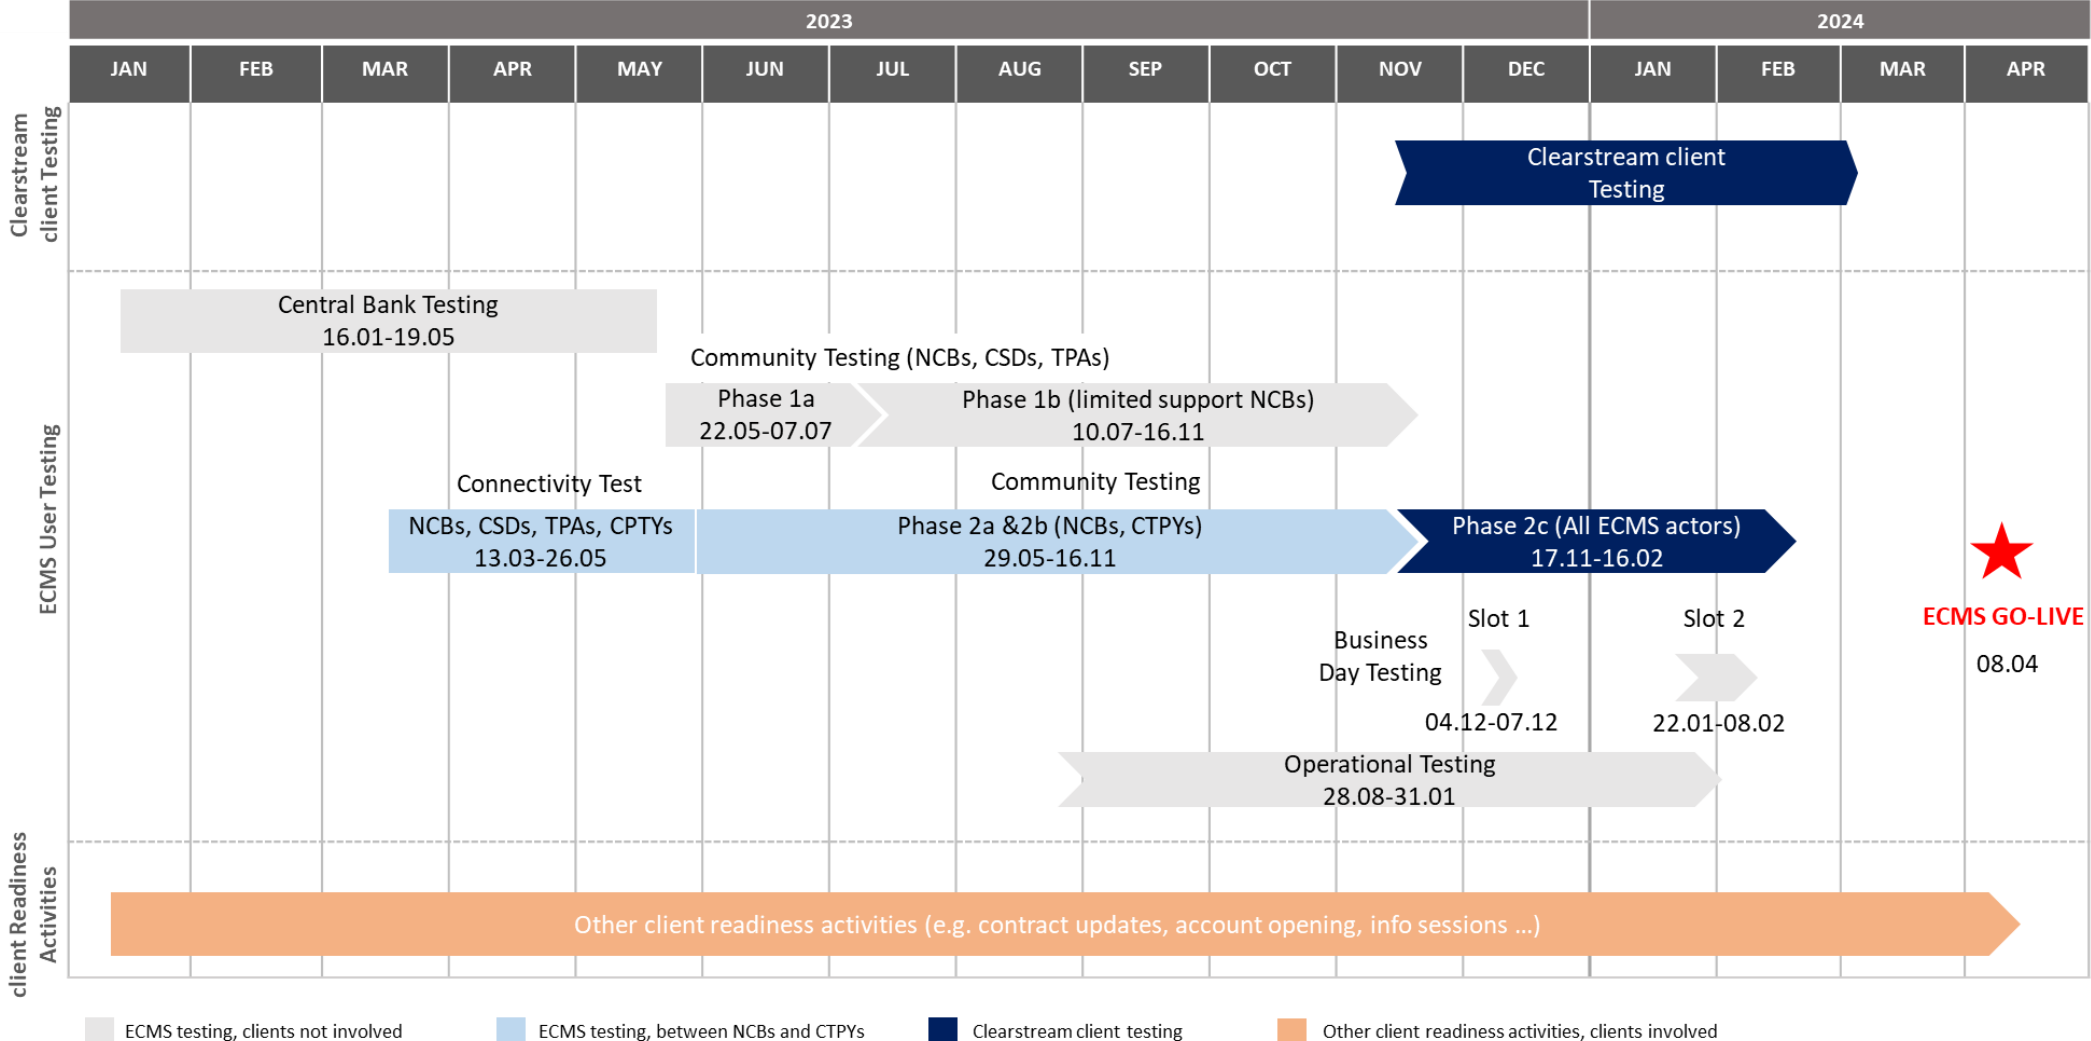 2023
2024
JAN
FEB
MAR
APR
MAY
JUN
JUL
AUG
SEP
OCT
NOV
DEC
JAN
FEB
MAR
APR
Clearstream
client Testing
Clearstream client
Testing
ECMS User Testing
Central Bank Testing
16.01-19.05
Community Testing (NCBs, CSDs, TPAs)
Phase 1a
22.05-07.07
Phase 1b (limited support NCBs)
10.07-16.11
Connectivity Test
NCBs, CSDs, TPAs, CPTYs
13.03-26.05
Community Testing
Phase 2a &2b (NCBs, CTPYs)
29.05-16.11
Phase 2c (All ECMS actors)
17.11-16.02
ECMS GO-LIVE
08.04
Business
Day Testing
Slot 1
04.12-07.12
Slot 2
22.01-08.02
Operational Testing
28.08-31.01
client Readiness
Activities
Other client readiness activities (e.g. contract updates, account opening, info sessions ...)
ECMS testing, clients not involved
ECMS testing, between NCBs and CTPYs
Clearstream client testing
Other client readiness activities, clients involved